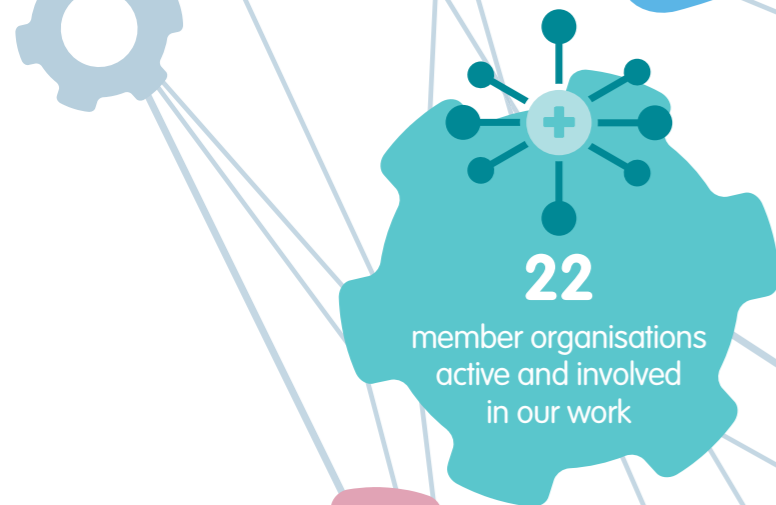 22
member organisations
active and involved
in our work